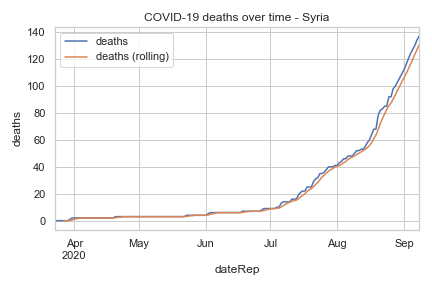 COVID-19 deaths over time - Syria
deaths
deaths (rolling)
140
120
100
80
60
40
20
0
deaths
Apr May Jun Jul Aug Sep
2020
dateRep